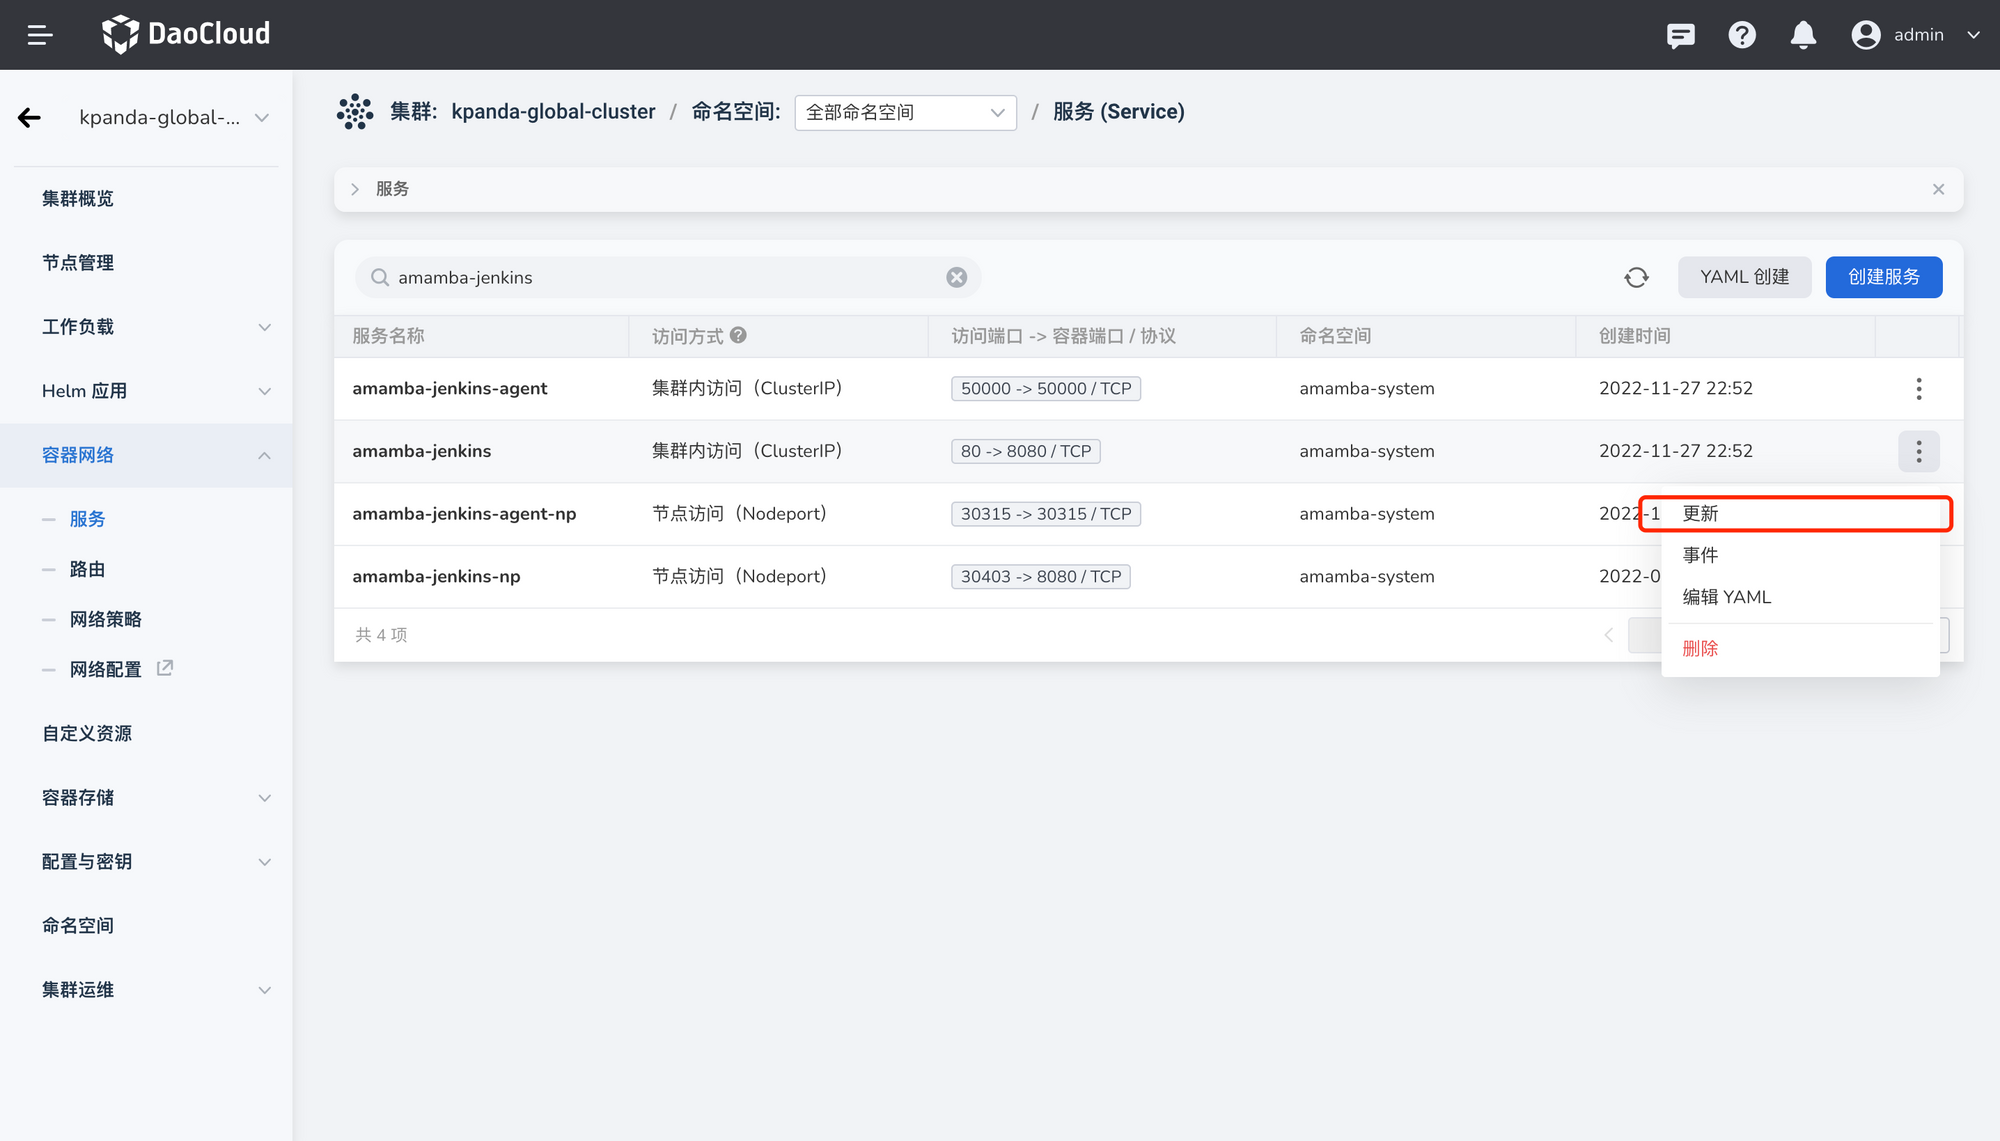 DaoCloud
admin
kpanda-global-...
集群: kpanda-global-cluster / 命名空间: 全部命名空间 / 服务 (Service)
集群概览
节点管理
工作负载
Helm 应用
容器网络
服务
路由
网络策略
网络配置
自定义资源
容器存储
配置与密钥
命名空间
集群运维
服务
amamba-jenkins
YAML 创建
创建服务
服务名称 访问方式 访问端口 -> 容器端口 / 协议 命名空间 创建时间
amamba-jenkins-agent 集群内访问（ClusterIP） 50000 -> 50000 / TCP amamba-system 2022-11-27 22:52
amamba-jenkins 集群内访问（ClusterIP） 80 -> 8080 / TCP amamba-system 2022-11-27 22:52
amamba-jenkins-agent-np 节点访问（Nodeport） 30315 -> 30315 / TCP amamba-system 2022-1
amamba-jenkins-np 节点访问（Nodeport） 30403 -> 8080 / TCP amamba-system 2022-0
共 4 项
更新
事件
编辑 YAML
删除